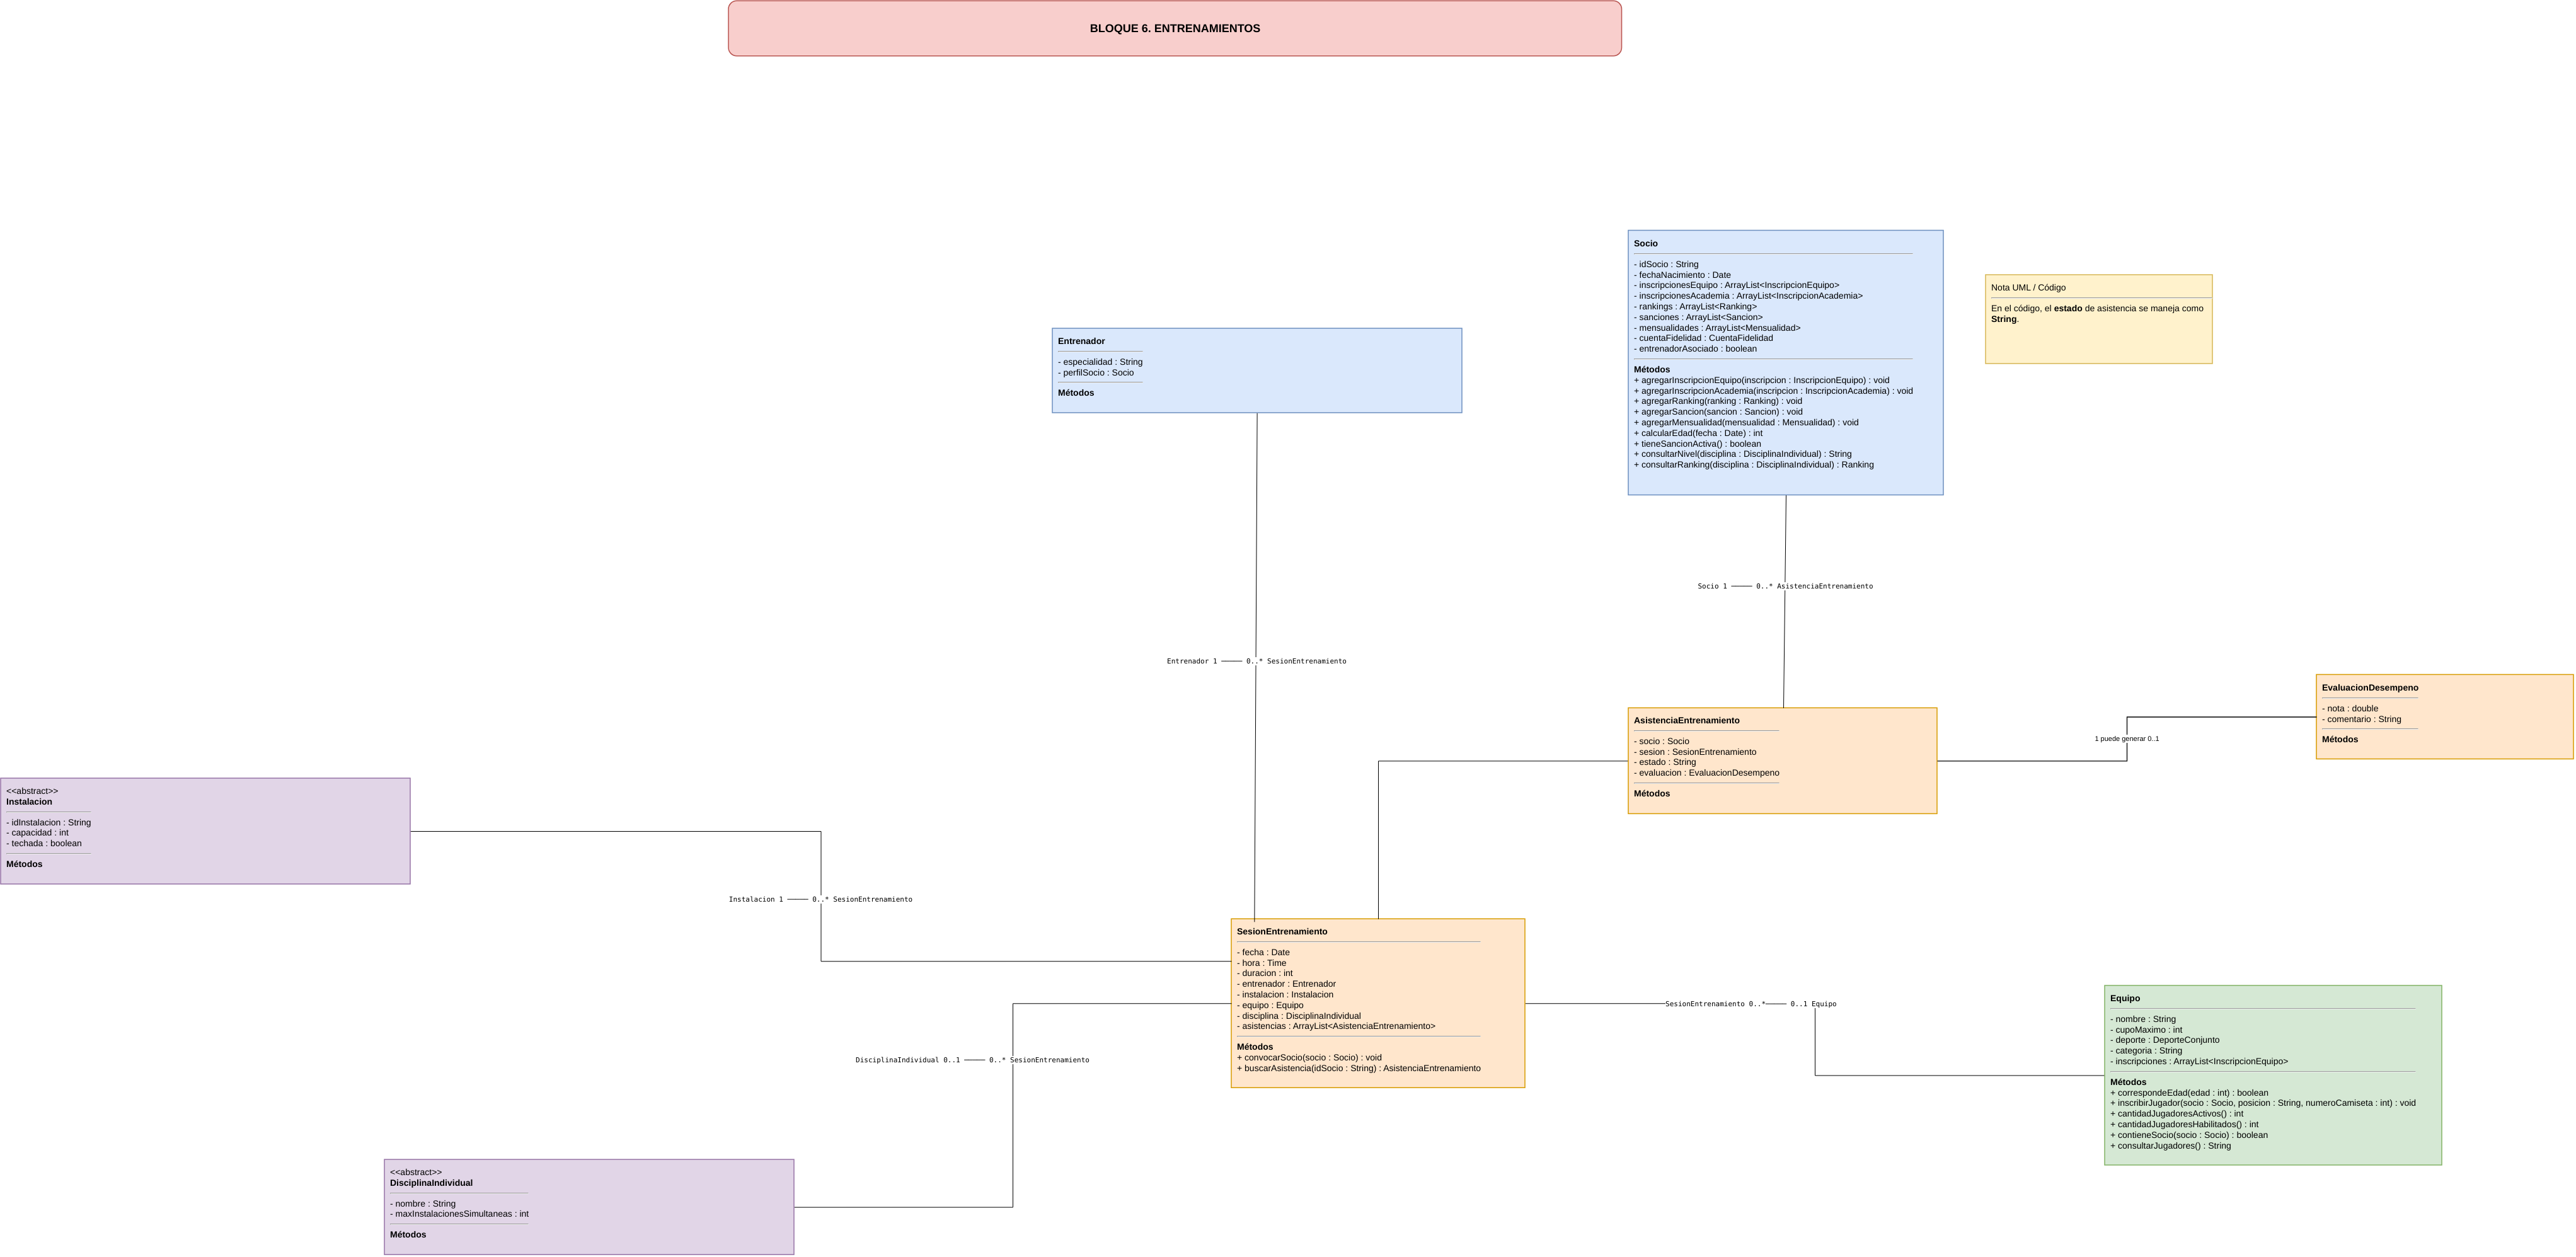 BLOQUE 6. ENTRENAMIENTOS
Socio
- idSocio : String
- fechaNacimiento : Date
- inscripcionesEquipo : ArrayList<InscripcionEquipo>
- inscripcionesAcademia : ArrayList<InscripcionAcademia>
- rankings : ArrayList<Ranking>
- sanciones : ArrayList<Sancion>
- mensualidades : ArrayList<Mensualidad>
- cuentaFidelidad : CuentaFidelidad
- entrenadorAsociado : boolean
Métodos
+ agregarInscripcionEquipo(inscripcion : InscripcionEquipo) : void
+ agregarInscripcionAcademia(inscripcion : InscripcionAcademia) : void
+ agregarRanking(ranking : Ranking) : void
+ agregarSancion(sancion : Sancion) : void
+ agregarMensualidad(mensualidad : Mensualidad) : void
+ calcularEdad(fecha : Date) : int
+ tieneSancionActiva() : boolean
+ consultarNivel(disciplina : DisciplinaIndividual) : String
+ consultarRanking(disciplina : DisciplinaIndividual) : Ranking
Nota UML / Código
En el código, el estado de asistencia se maneja como
String.
Entrenador
- especialidad : String
- perfilSocio : Socio
Métodos
Socio 1 ─── 0..* AsistenciaEntrenamiento
Entrenador 1 ─── 0..* SesionEntrenamiento
EvaluacionDesempeno
- nota : double
- comentario : String
Métodos
AsistenciaEntrenamiento
- socio : Socio
- sesion : SesionEntrenamiento
- estado : String
- evaluacion : EvaluacionDesempeno
Métodos
1 puede generar 0..1
<<abstract>>
Instalacion
- idInstalacion : String
- capacidad : int
- techada : boolean
Métodos
Instalacion 1 ─── 0..* SesionEntrenamiento
SesionEntrenamiento
- fecha : Date
- hora : Time
- duracion : int
- entrenador : Entrenador
- instalacion : Instalacion
- equipo : Equipo
- disciplina : DisciplinaIndividual
- asistencias : ArrayList<AsistenciaEntrenamiento>
Métodos
+ convocarSocio(socio : Socio) : void
+ buscarAsistencia(idSocio : String) : AsistenciaEntrenamiento
SesionEntrenamiento 0..*─── 0..1 Equipo
Equipo
- nombre : String
- cupoMaximo : int
- deporte : DeporteConjunto
- categoria : String
- inscripciones : ArrayList<InscripcionEquipo>
Métodos
+ correspondeEdad(edad : int) : boolean
+ inscribirJugador(socio : Socio, posicion : String, numeroCamiseta : int) : void
+ cantidadJugadoresActivos() : int
+ cantidadJugadoresHabilitados() : int
+ contieneSocio(socio : Socio) : boolean
+ consultarJugadores() : String
DisciplinaIndividual 0..1 ─── 0..* SesionEntrenamiento
<<abstract>>
DisciplinaIndividual
- nombre : String
- maxInstalacionesSimultaneas : int
Métodos